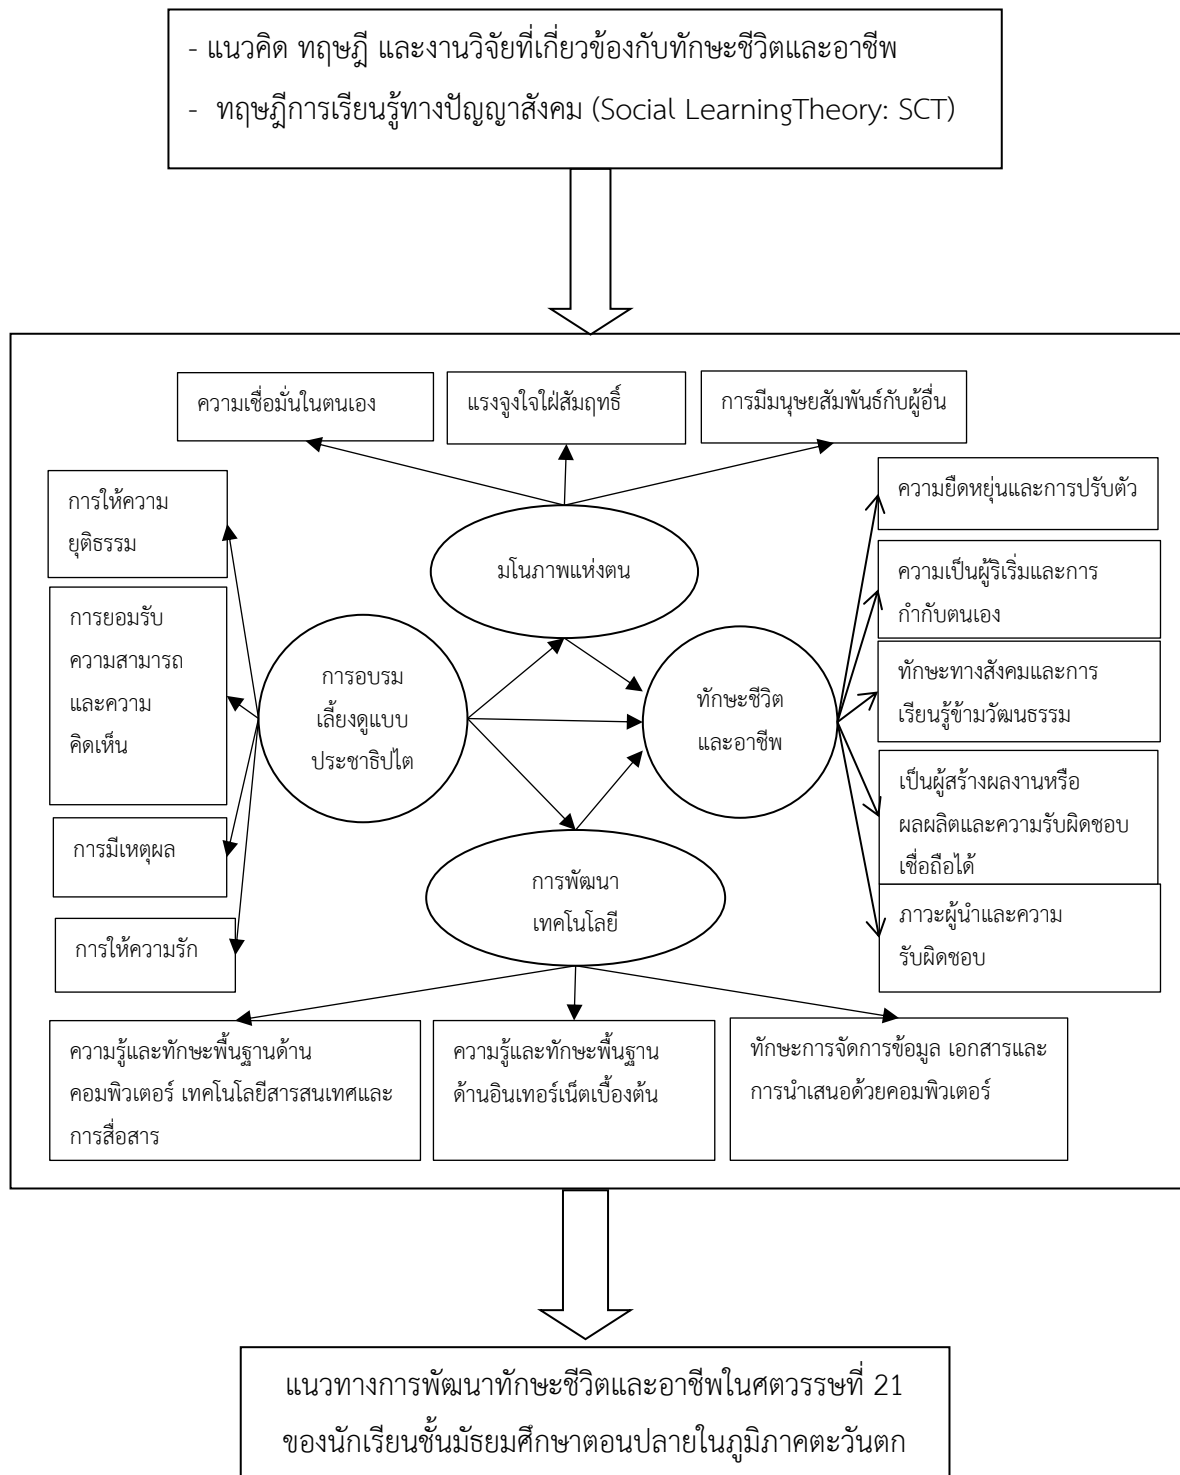 - แนวคิด ทฤษฎี และงานวิจัยที่เกี่ยวข้องกับทักษะชีวิตและอาชีพ
- ทฤษฎีการเรียนรู้ทางปัญญาสังคม (Social LearningTheory: SCT)
ความเชื่อมั่นในตนเอง
แรงจูงใจใฝ่สัมฤทธิ์
การมีมนุษยสัมพันธ์กับผู้อื่น
การให้ความ
ยุติธรรม
การยอมรับ
ความสามารถ
และความ
คิดเห็น
การมีเหตุผล
การให้ความรัก
มโนภาพแห่งตน
การอบรม
เลี้ยงดูแบบ
ประชาธิปไต
ทักษะชีวิต
และอาชีพ
การพัฒนา
เทคโนโลยี
ความยืดหยุ่นและการปรับตัว
ความเป็นผู้ริเริ่มและการ
กำกับตนเอง
ทักษะทางสังคมและการ
เรียนรู้ข้ามวัฒนธรรม
เป็นผู้สร้างผลงานหรือ
ผลผลิตและความรับผิดชอบ
เชื่อถือได้
ภาวะผู้นำและความ
รับผิดชอบ
ความรู้และทักษะพื้นฐานด้าน
คอมพิวเตอร์ เทคโนโลยีสารสนเทศและ
การสื่อสาร
ความรู้และทักษะพื้นฐาน
ด้านอินเทอร์เน็ตเบื้องต้น
ทักษะการจัดการข้อมูล เอกสารและ
การนำเสนอด้วยคอมพิวเตอร์
แนวทางการพัฒนาทักษะชีวิตและอาชีพในศตวรรษที่ 21
ของนักเรียนชั้นมัธยมศึกษาตอนปลายในภูมิภาคตะวันตก